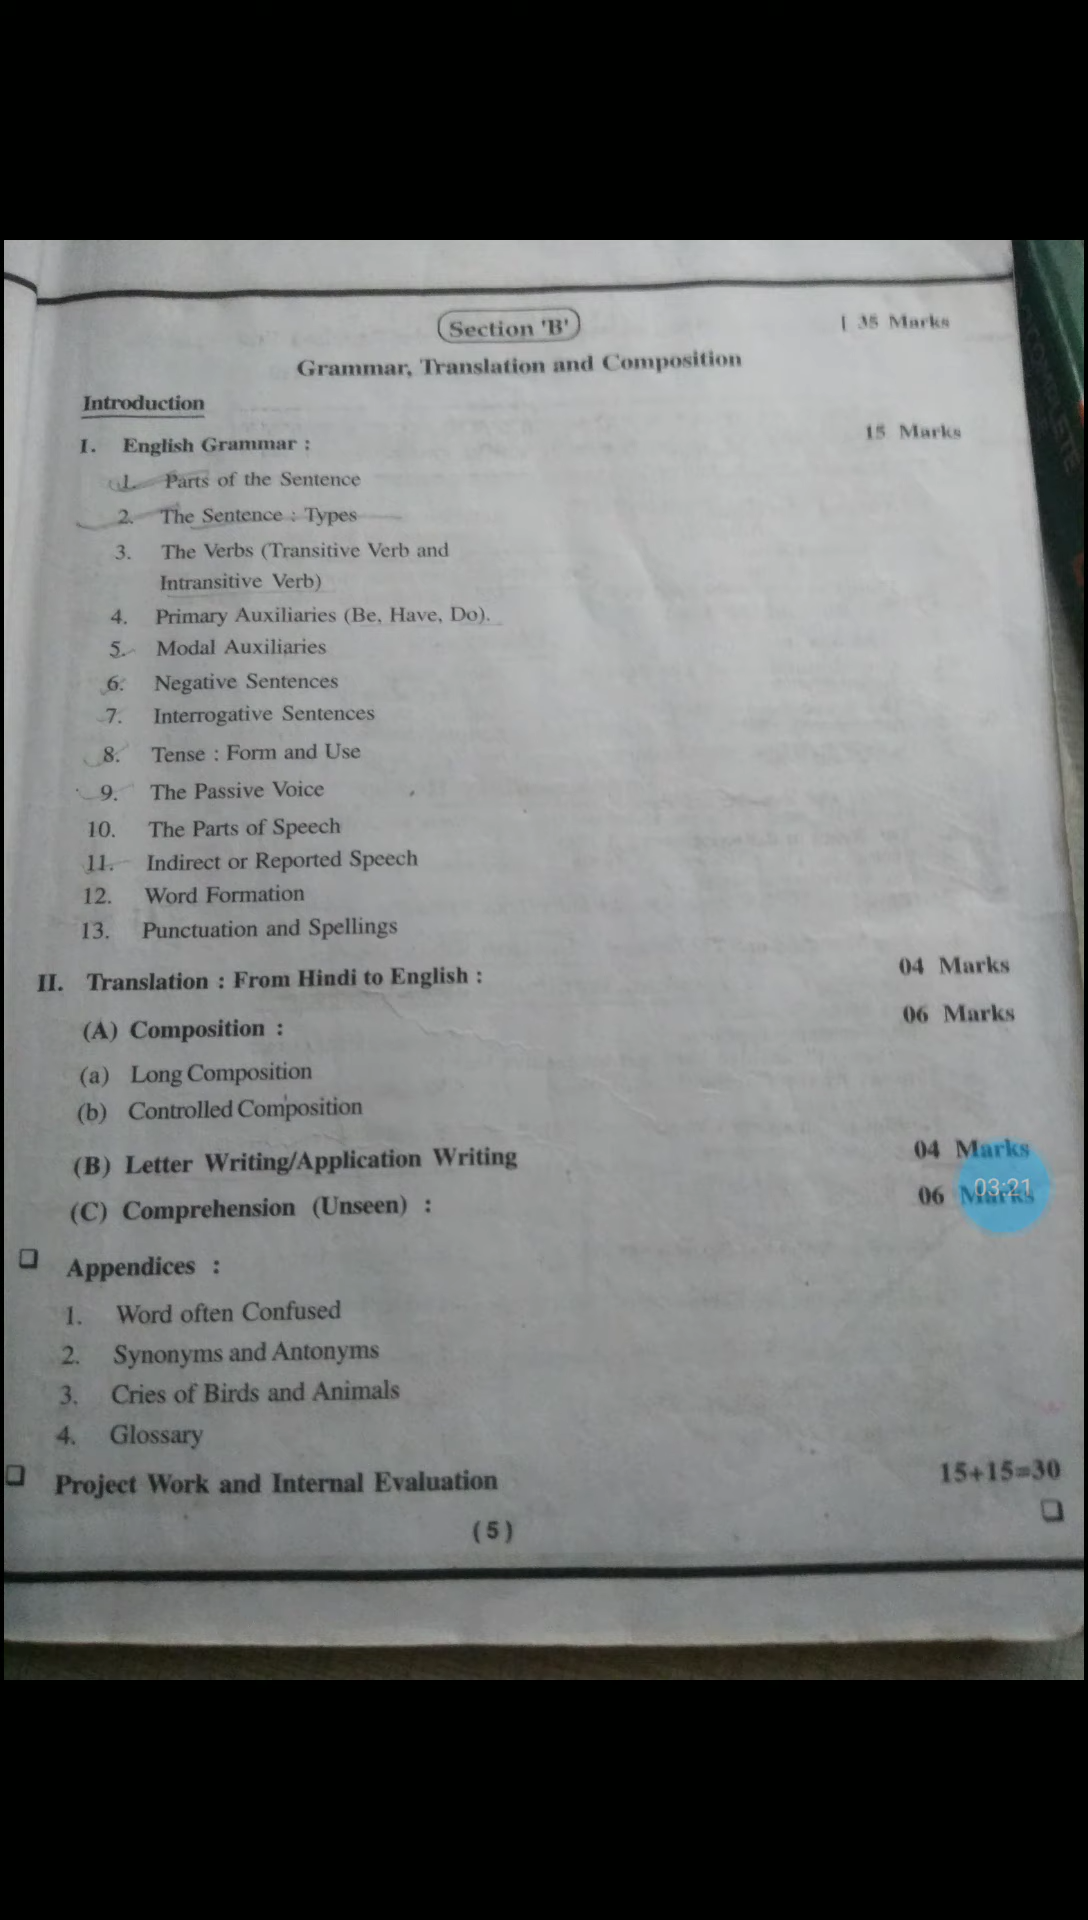 Section 'B'
[ 35 Marks
Grammar, Translation and Composition
Introduction
I. English Grammar :
15 Marks
1. Parts of the Sentence
2. The Sentence : Types
3. The Verbs (Transitive Verb and
Intransitive Verb)
4. Primary Auxiliaries (Be, Have, Do).
5. Modal Auxiliaries
6. Negative Sentences
7. Interrogative Sentences
8. Tense : Form and Use
9. The Passive Voice
10. The Parts of Speech
11. Indirect or Reported Speech
12. Word Formation
13. Punctuation and Spellings
II. Translation : From Hindi to English :
04 Marks
(A) Composition :
06 Marks
(a) Long Composition
(b) Controlled Composition
(B) Letter Writing/Application Writing
04 Marks
(C) Comprehension (Unseen) :
06 Marks
03:21
❑ Appendices :
1. Word often Confused
2. Synonyms and Antonyms
3. Cries of Birds and Animals
4. Glossary
❑ Project Work and Internal Evaluation
15+15=30
❑
(5)
COMPLETE